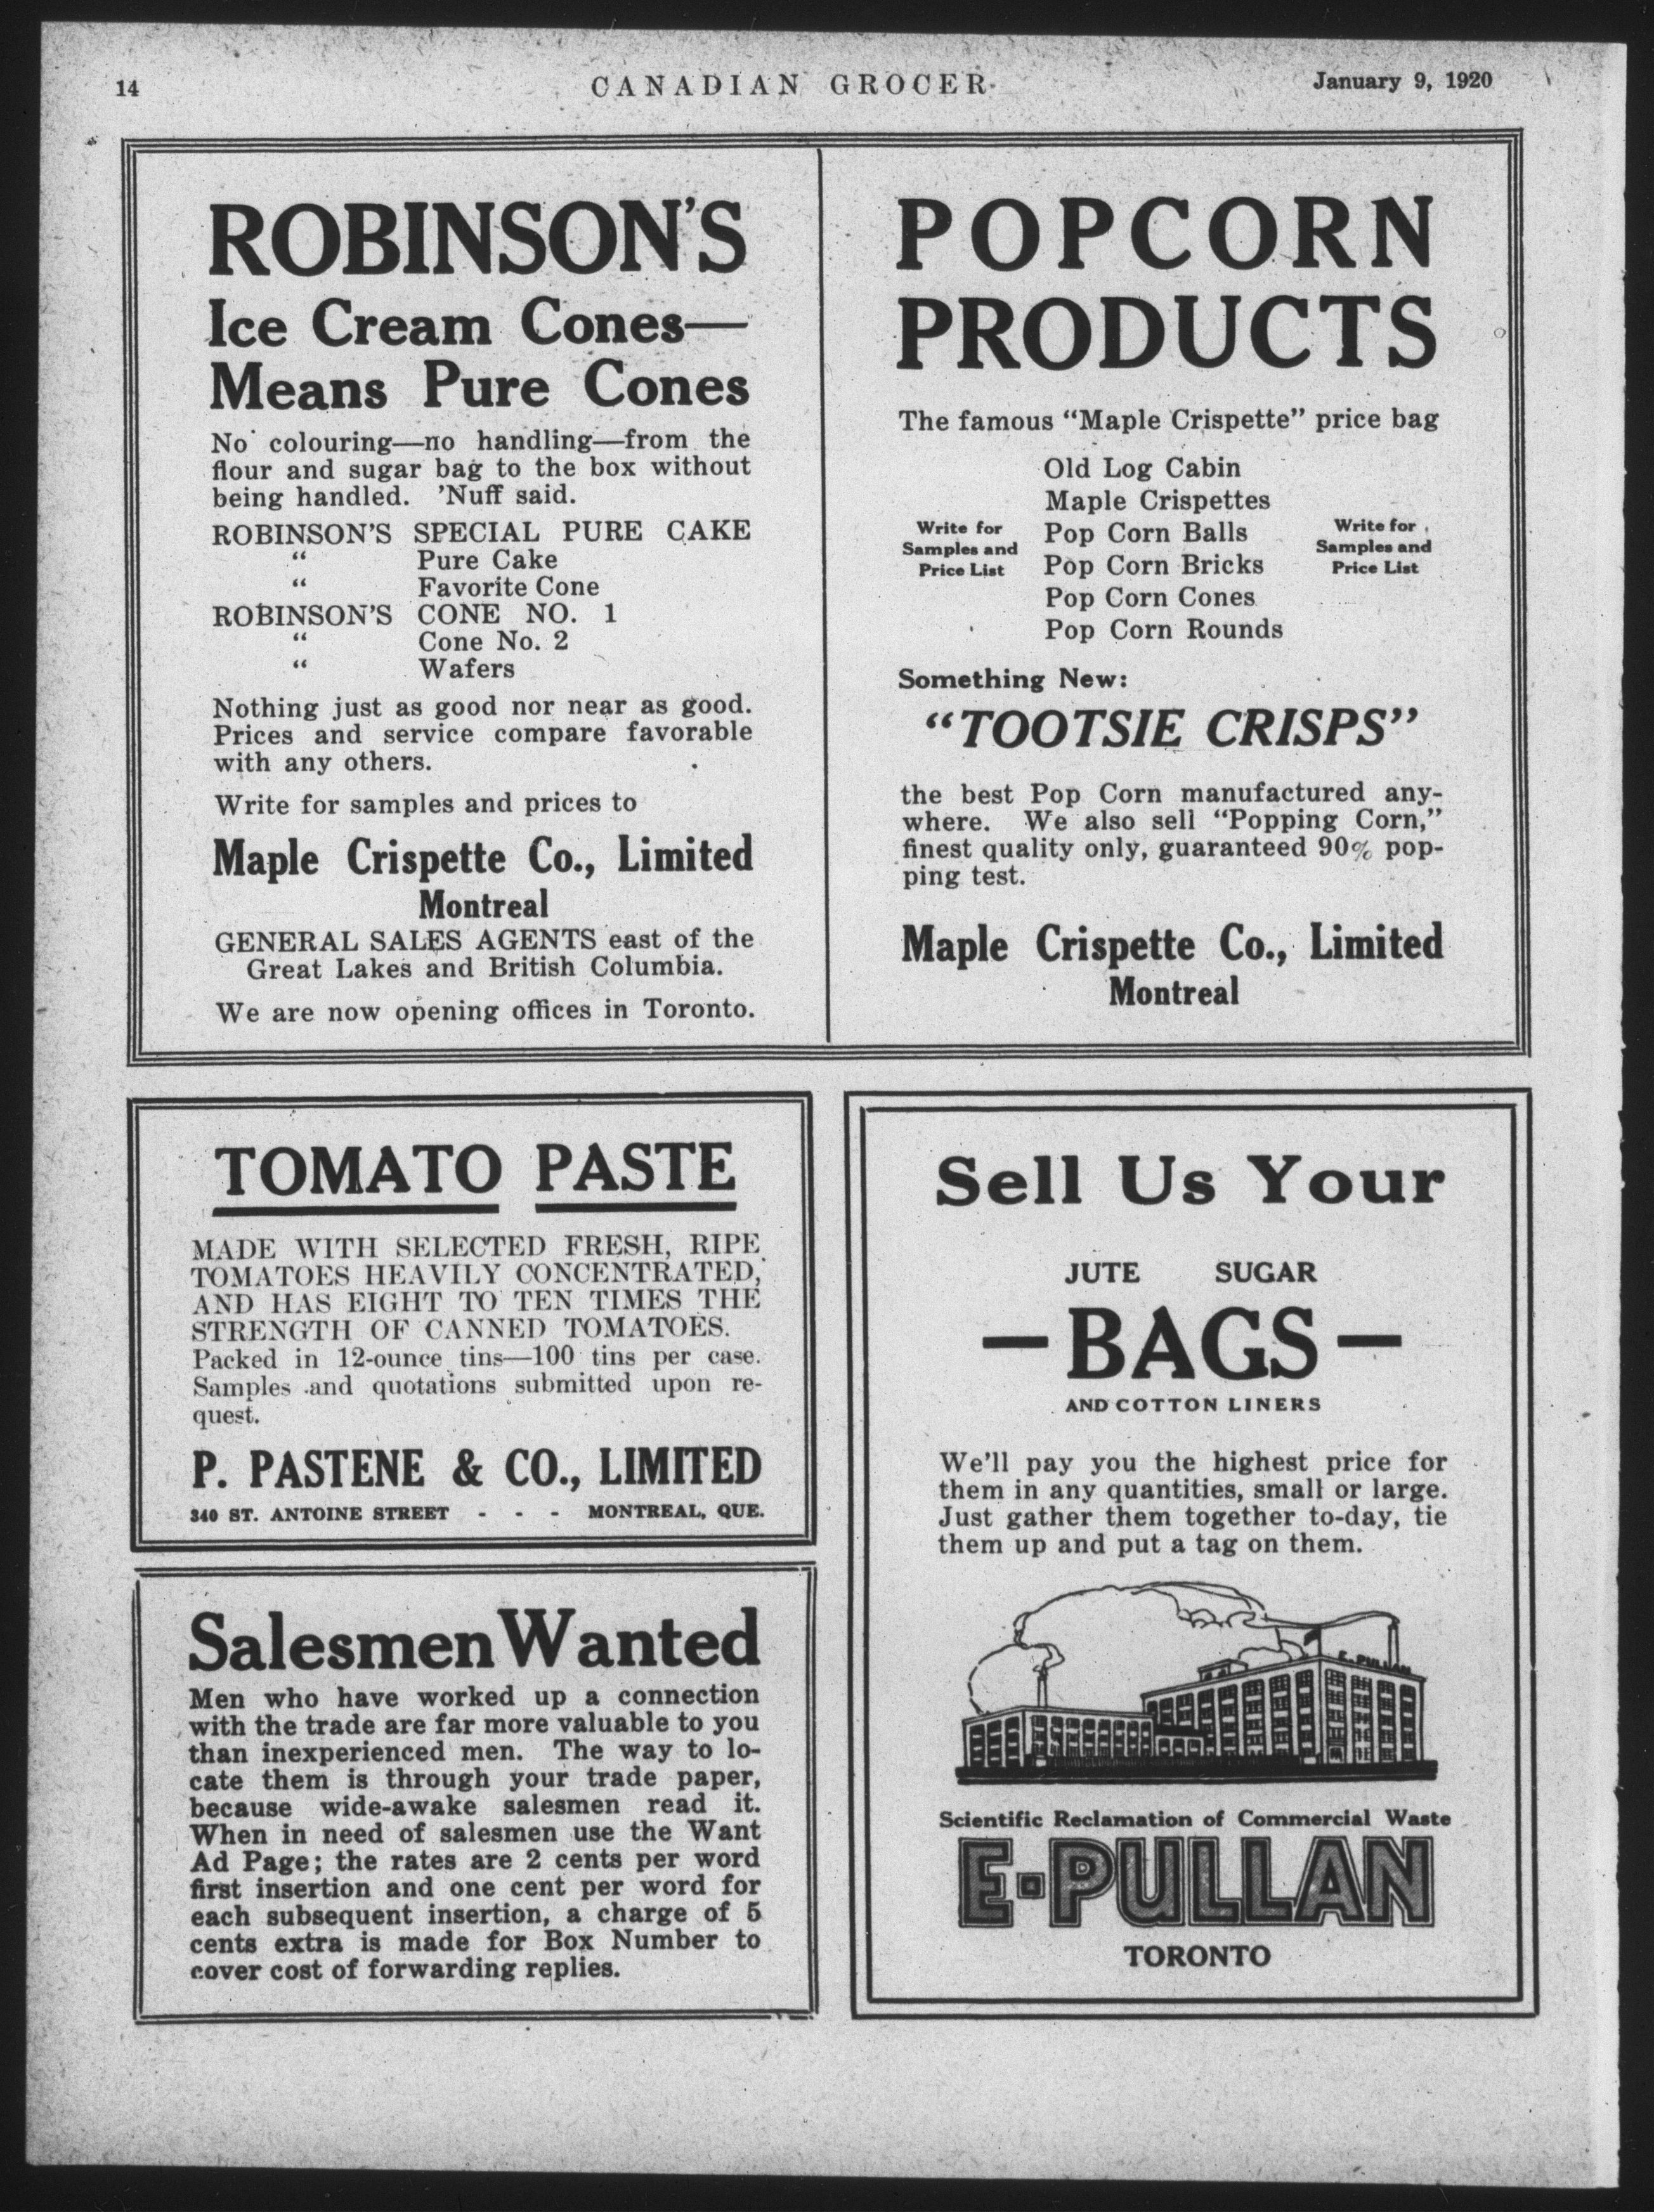 14
CANADIAN GROCER
January 9, 1920
ROBINSON'S
Ice Cream Cones—
Means Pure Cones
No colouring—no handling—from the
flour and sugar bag to the box without
being handled. 'Nuff said.
ROBINSON'S SPECIAL PURE CAKE
“ Pure Cake
“ Favorite Cone
ROBINSON'S CONE NO. 1
“ Cone No. 2
“ Wafers
Nothing just as good nor near as good.
Prices and service compare favorable
with any others.
Write for samples and prices to
Maple Crispette Co., Limited
Montreal
GENERAL SALES AGENTS east of the
Great Lakes and British Columbia.
We are now opening offices in Toronto.
POPCORN
PRODUCTS
The famous “Maple Crispette” price bag
Old Log Cabin
Maple Crispettes
Pop Corn Balls
Pop Corn Bricks
Pop Corn Cones
Pop Corn Rounds
Write for
Samples and
Price List
Write for
Samples and
Price List
Something New:
“TOOTSIE CRISPS”
the best Pop Corn manufactured any-
where. We also sell “Popping Corn,”
finest quality only, guaranteed 90% pop-
ping test.
Maple Crispette Co., Limited
Montreal
TOMATO PASTE
MADE WITH SELECTED FRESH, RIPE
TOMATOES HEAVILY CONCENTRATED,
AND HAS EIGHT TO TEN TIMES THE
STRENGTH OF CANNED TOMATOES.
Packed in 12-ounce tins—100 tins per case.
Samples and quotations submitted upon re-
quest.
P. PASTENE & CO., LIMITED
340 ST. ANTOINE STREET - - - MONTREAL, QUE.
Salesmen Wanted
Men who have worked up a connection
with the trade are far more valuable to you
than inexperienced men. The way to lo-
cate them is through your trade paper,
because wide-awake salesmen read it.
When in need of salesmen use the Want
Ad Page; the rates are 2 cents per word
first insertion and one cent per word for
each subsequent insertion, a charge of 5
cents extra is made for Box Number to
cover cost of forwarding replies.
Sell Us Your
JUTE SUGAR
—BAGS—
AND COTTON LINERS
We'll pay you the highest price for
them in any quantities, small or large.
Just gather them together to-day, tie
them up and put a tag on them.
E. PULLAN
Scientific Reclamation of Commercial Waste
E. PULLAN
TORONTO